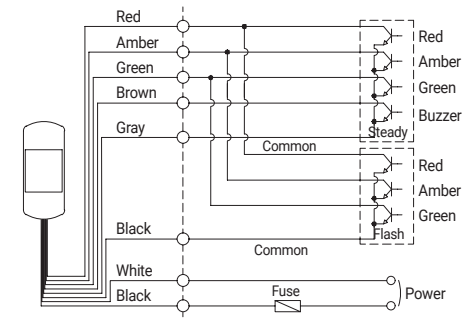 Red
Amber
Green
Brown
Gray
Black
White
Black
Fuse
Common
Common
Red
Amber
Green
Buzzer
Steady
Red
Amber
Green
Flash
Power